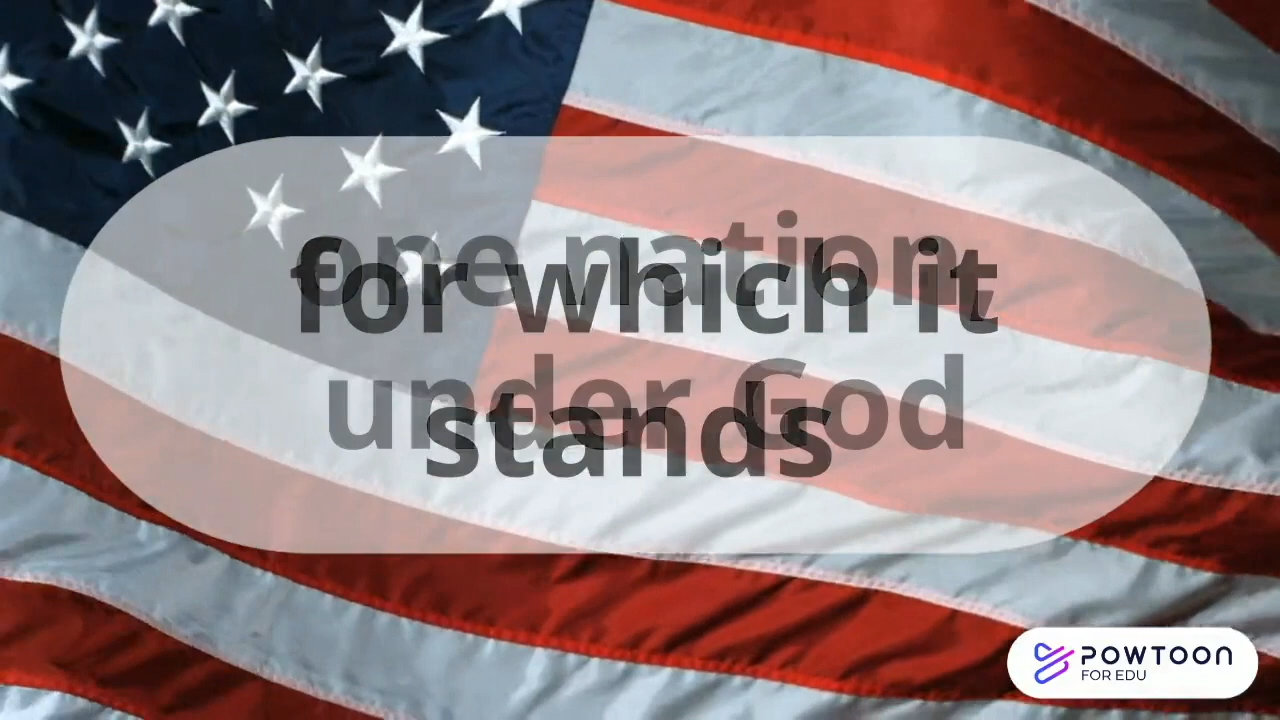 for which it
stands
one nation
under God
POWTOON
FOR EDU